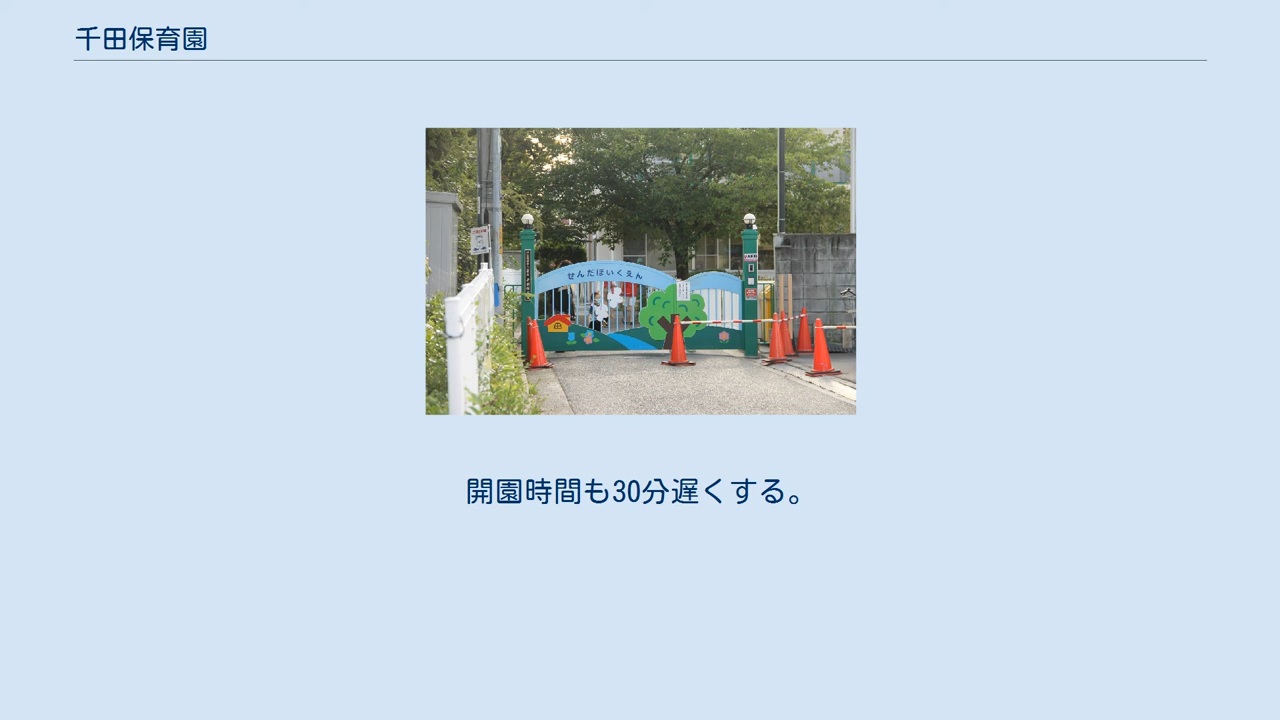 千田保育園
せんだほいくえん
開園時間も30分遅くする。